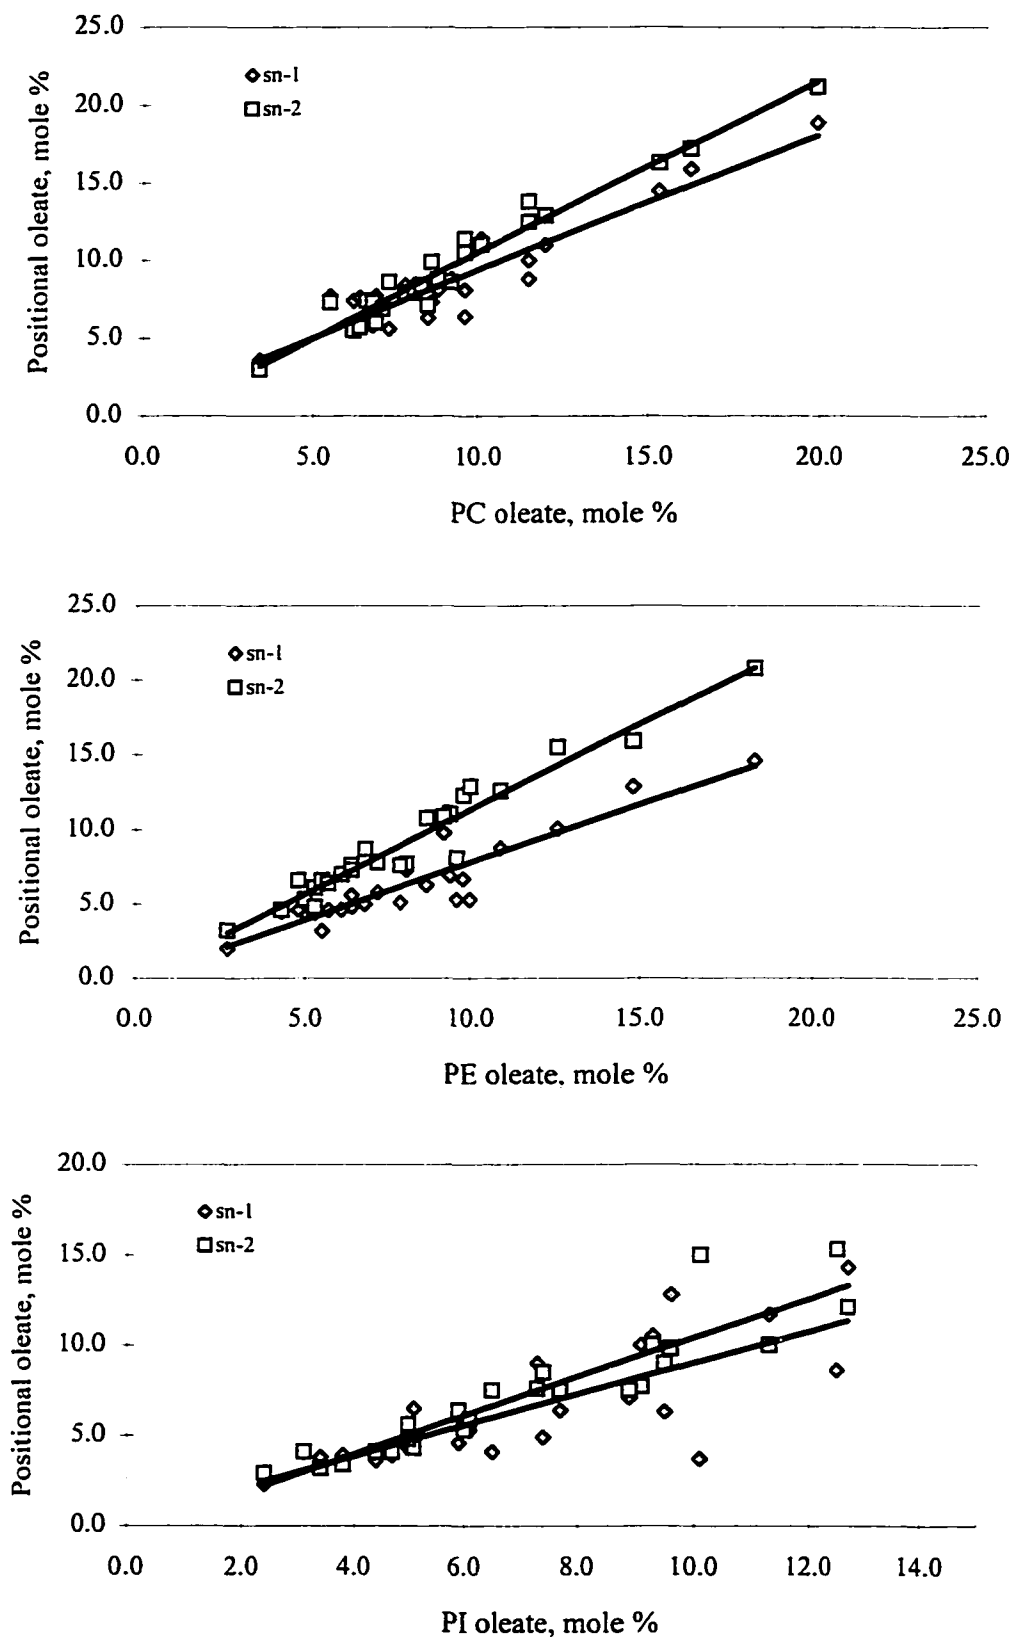 25.0
20.0
15.0
10.0
5.0
0.0
Positional oleate, mole %
sn-1
sn-2
0.0 5.0 10.0 15.0 20.0 25.0
PC oleate, mole %
25.0
20.0
15.0
10.0
5.0
0.0
Positional oleate, mole %
sn-1
sn-2
0.0 5.0 10.0 15.0 20.0 25.0
PE oleate, mole %
20.0
15.0
10.0
5.0
0.0
Positional oleate, mole %
sn-1
sn-2
0.0 2.0 4.0 6.0 8.0 10.0 12.0 14.0
PI oleate, mole %